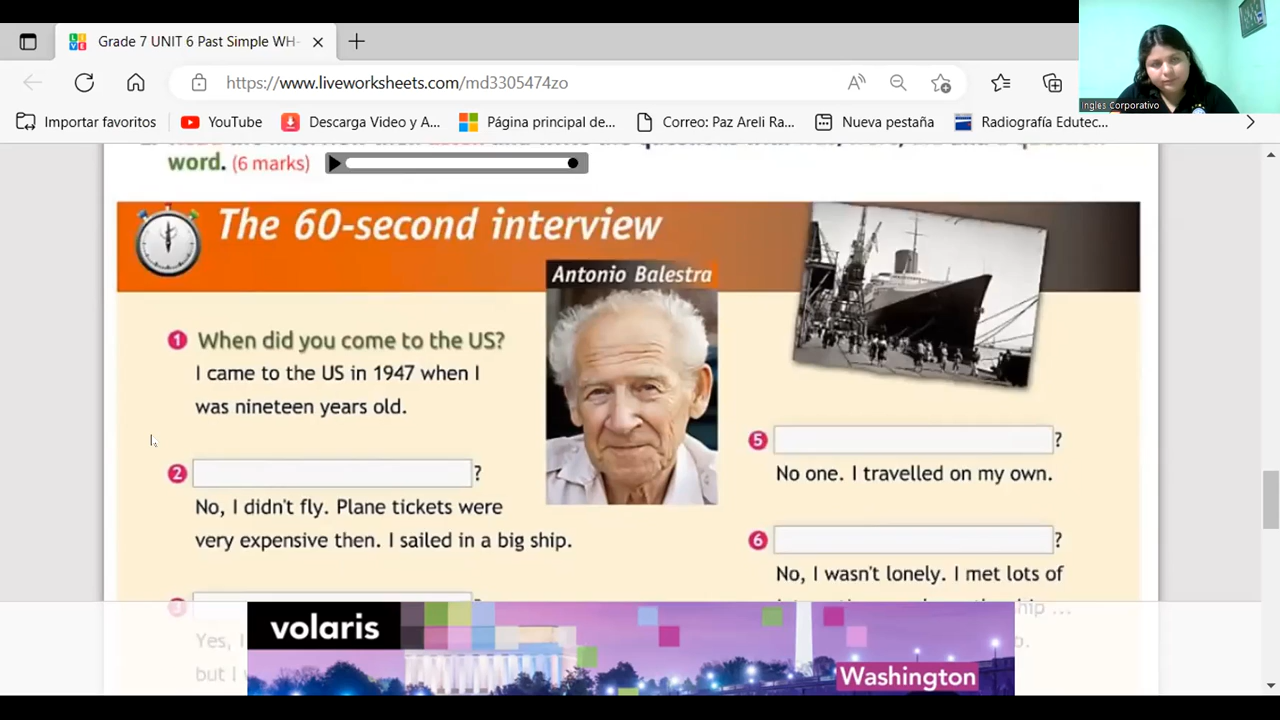 Grade 7 UNIT 6 Past Simple WH-
https://www.liveworksheets.com/md3305474zo
Ingles Corporativo
Importar favoritos
YouTube
Descarga Video y A...
Página principal de...
Correo: Paz Areli Ra...
Nueva pestaña
Radiografía Edutec...
word. (6 marks)
The 60-second interview
Antonio Balestra
1 When did you come to the US?
I came to the US in 1947 when I
was nineteen years old.
2 ?
No, I didn't fly. Plane tickets were
very expensive then. I sailed in a big ship.
3
Yes, I
but I w
5 ?
No one. I travelled on my own.
6 ?
No, I wasn't lonely. I met lots of
volaris
Washington